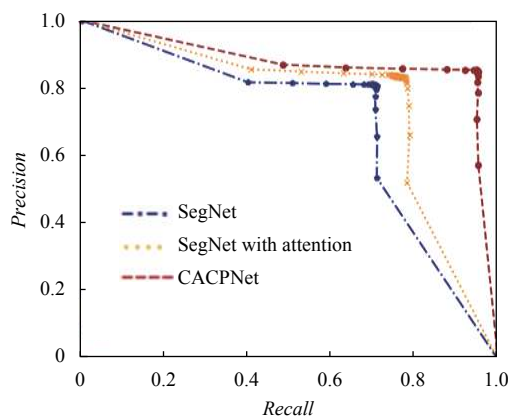 1.0
0.8
0.6
0.4
0.2
0
Precision
SegNet
SegNet with attention
CACPNet
0 0.2 0.4 0.6 0.8 1.0
Recall